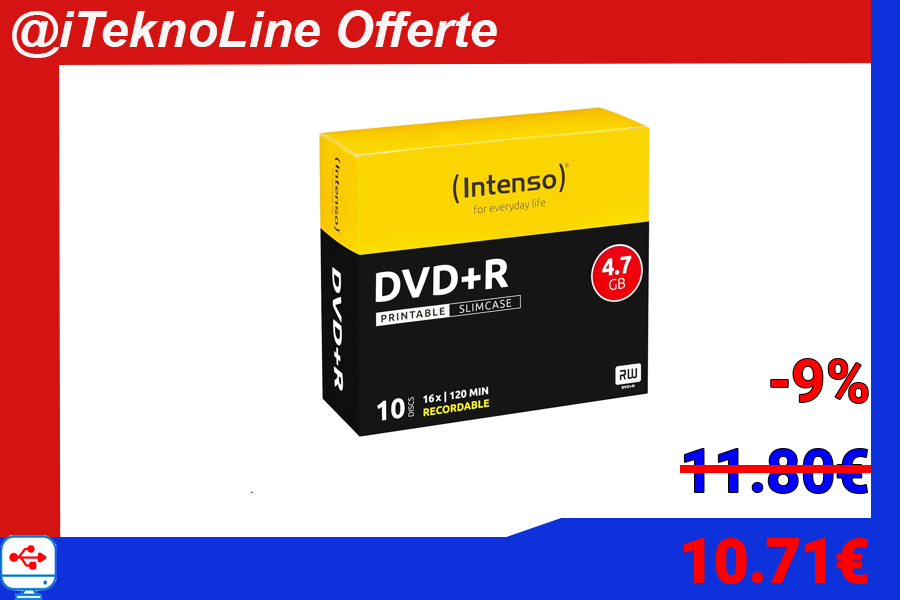 @iTeknoLine Offerte
(Intenso)®
for everyday life
(Intenso)
DVD+R
DVD+R
PRINTABLE SLIMCASE
4.7
GB
10 DISCS
16x | 120 MIN
RECORDABLE
RW
DVD+R
-9%
11.80€
10.71€